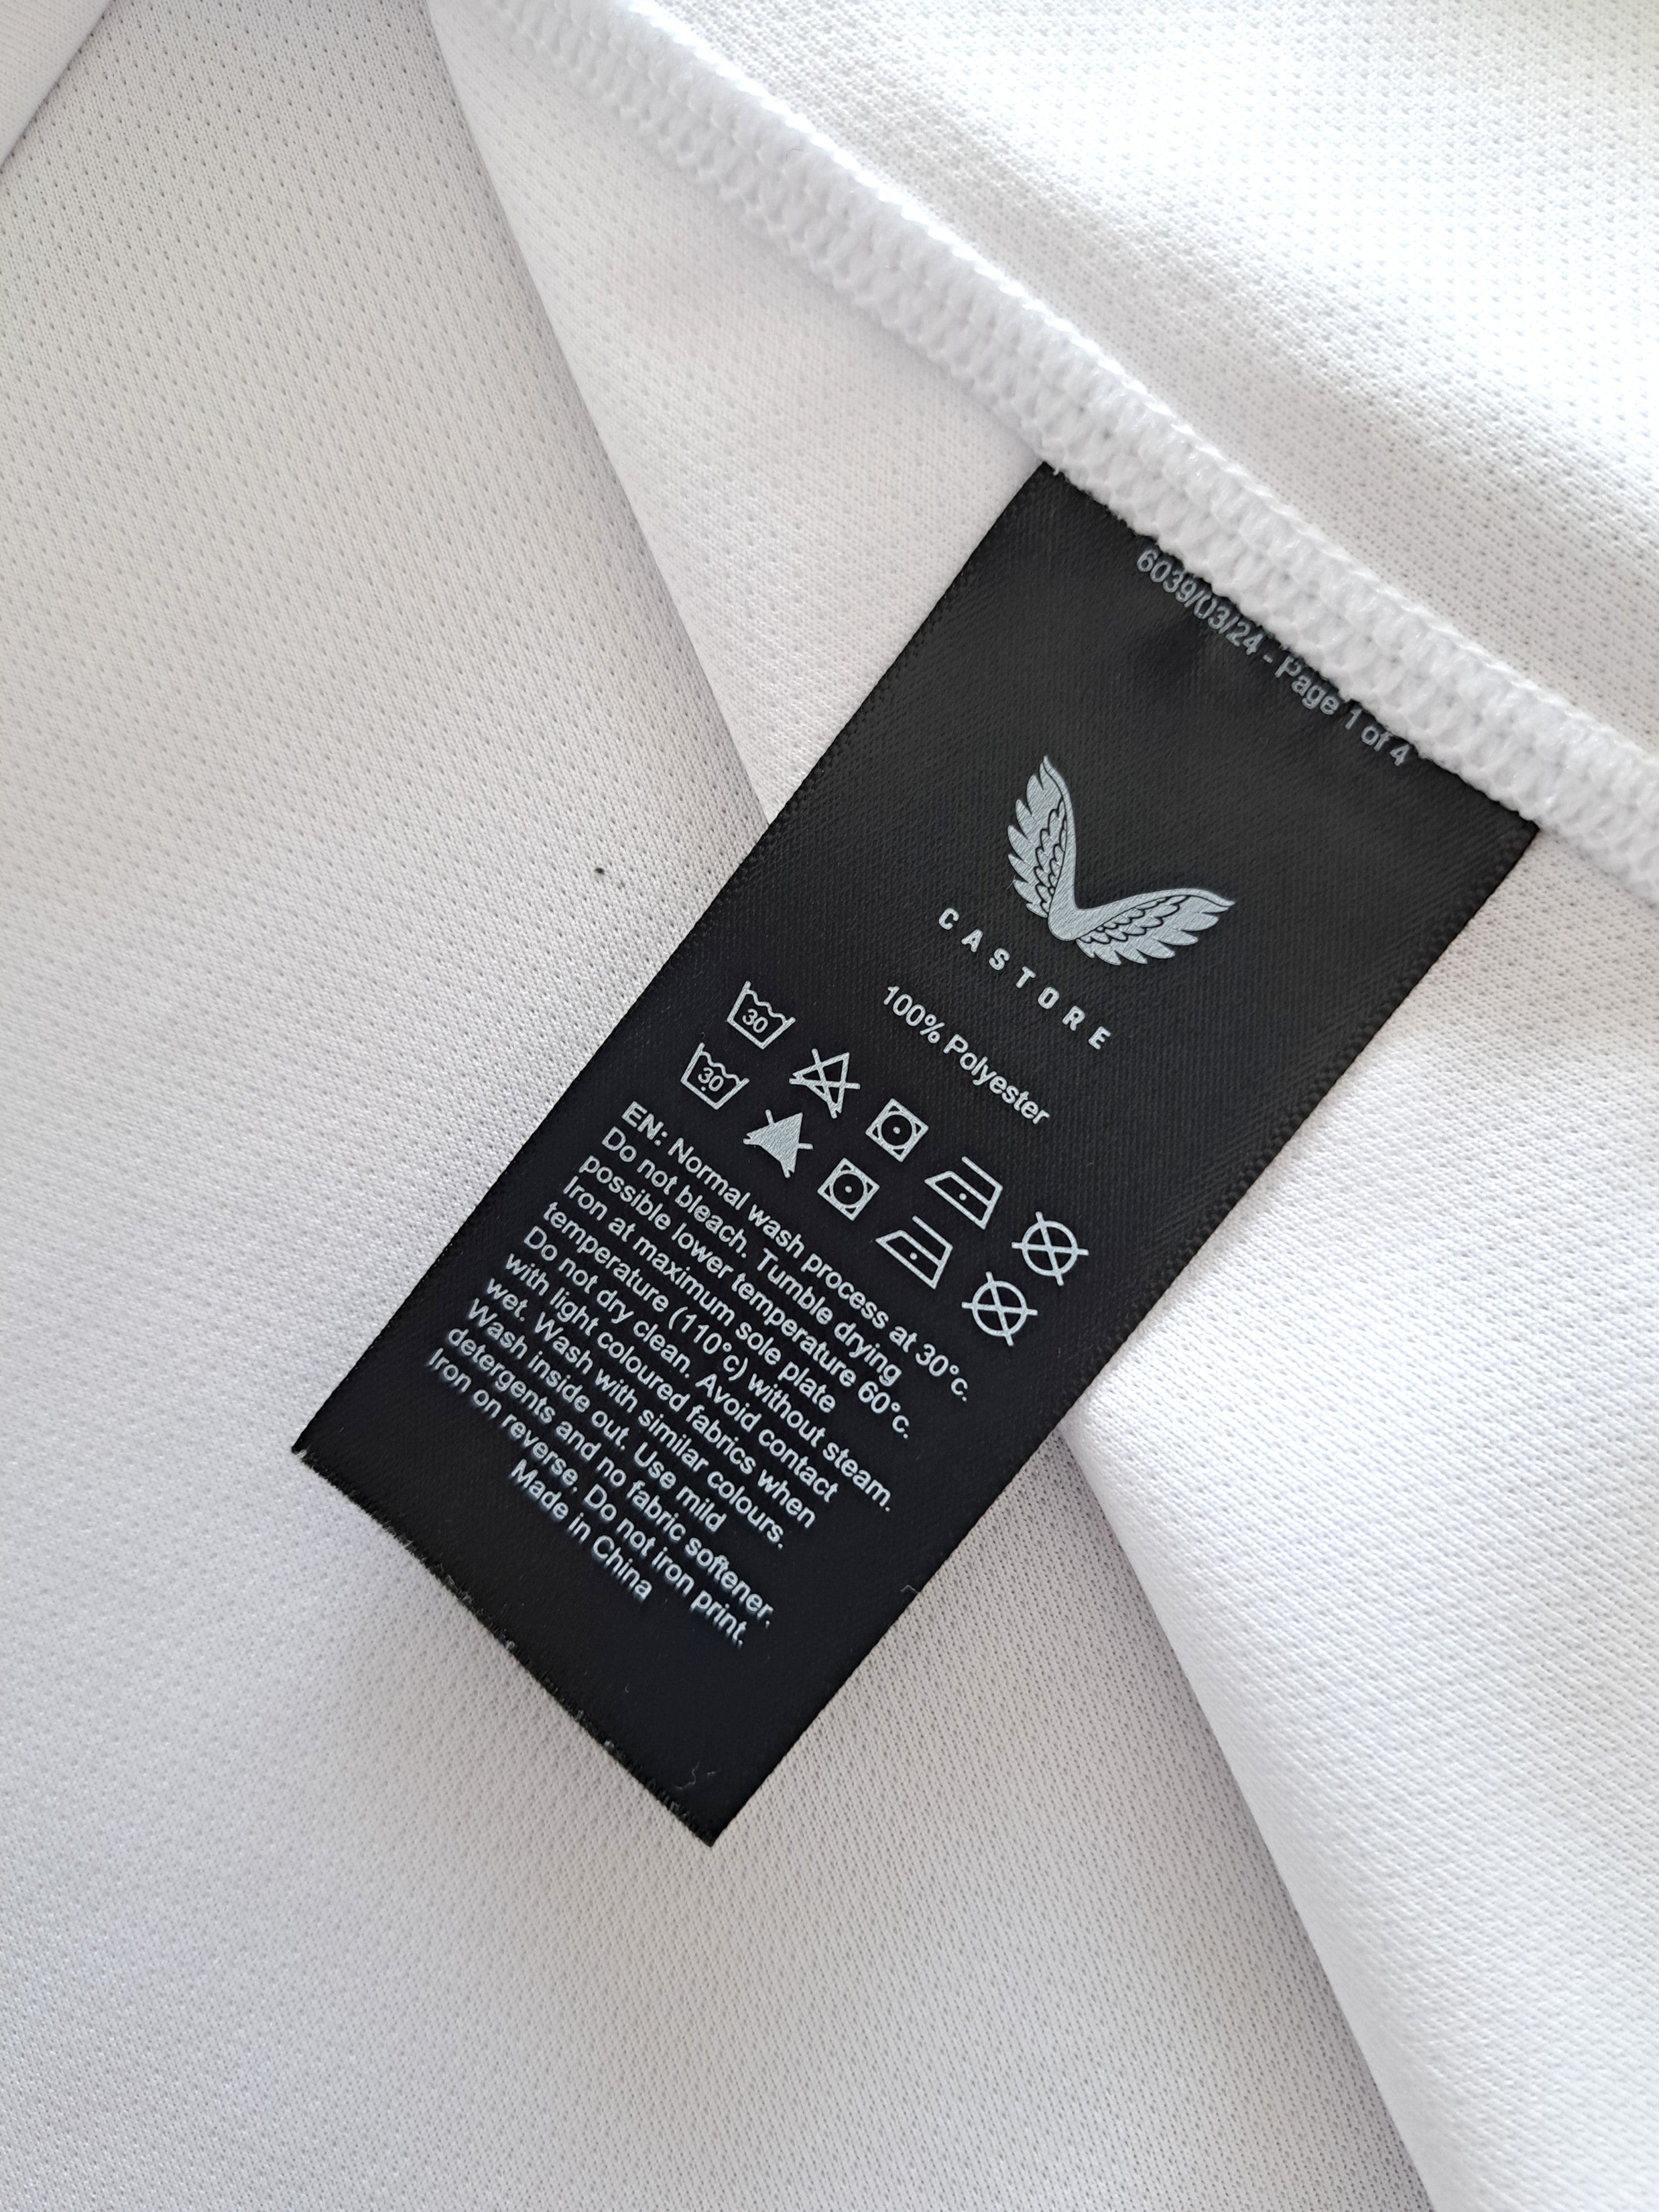 6039/03/24 - Page 1 of 4
CASTORE
100% Polyester
30
30
EN: Normal wash process at 30°c.
Do not bleach. Tumble drying
possible lower temperature 60°c.
Iron at maximum sole plate
temperature (110°c) without steam.
Do not dry clean. Avoid contact
with light coloured fabrics when
wet. Wash with similar colours.
Wash inside out. Use mild
detergents and no fabric softener.
Iron on reverse. Do not iron print.
Made in China